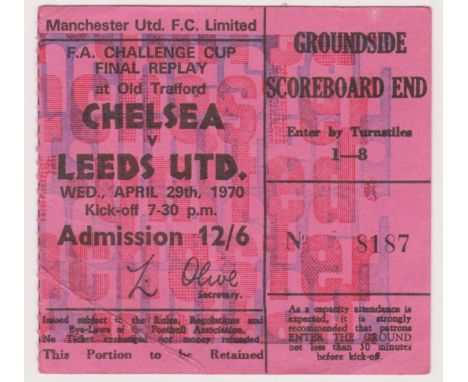 Manchester Utd. F.C. Limited
F.A. CHALLENGE CUP
FINAL REPLAY
at Old Trafford
CHELSEA
v
LEEDS UTD.
WED., APRIL 29th, 1970
Kick-off 7-30 p.m.
Admission 12/6
L Olive
Secretary.
Issued subject to the Rules, Regulations and
Bye-Laws of the Football Association.
No Ticket exchanged nor money refunded.
This Portion to be Retained
GROUNDSIDE
SCOREBOARD END
Enter by Turnstiles
1—8
No 8187
As a capacity attendance is
expected, it is strongly
recommended that patrons
ENTER THE GROUND
not less than 30 minutes
before kick-off.